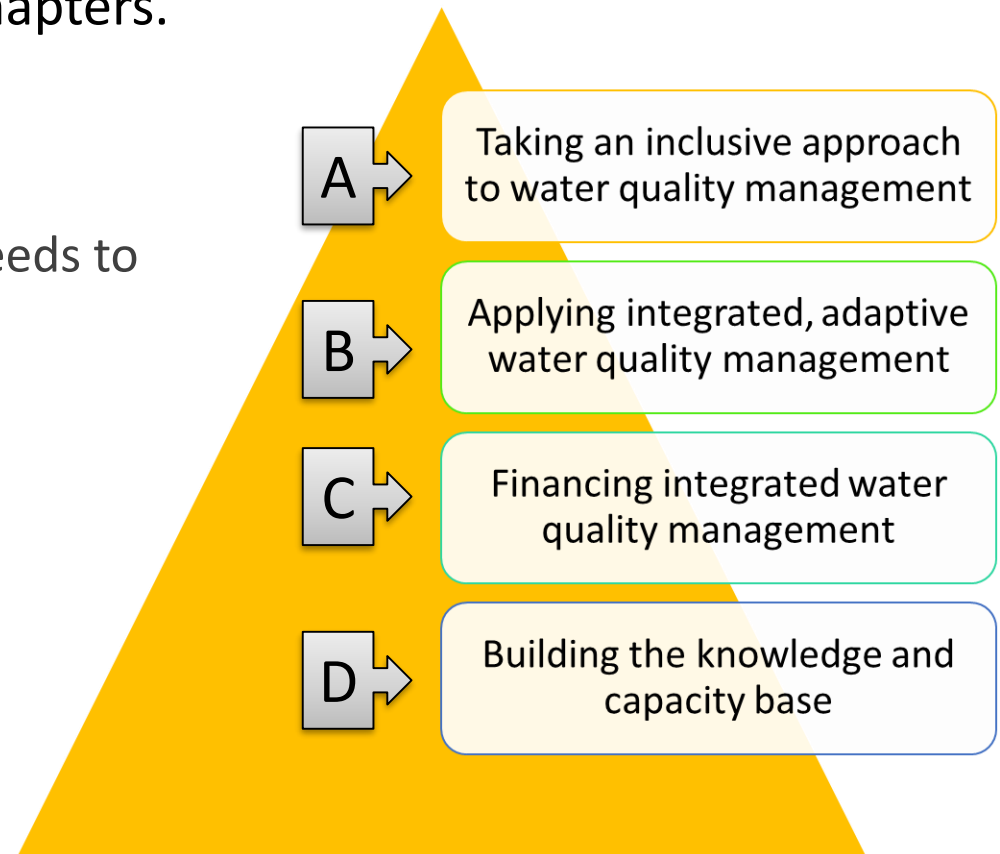 hapters.
A
Taking an inclusive approach
to water quality management
eeds to
B
Applying integrated, adaptive
water quality management
C
Financing integrated water
quality management
D
Building the knowledge and
capacity base